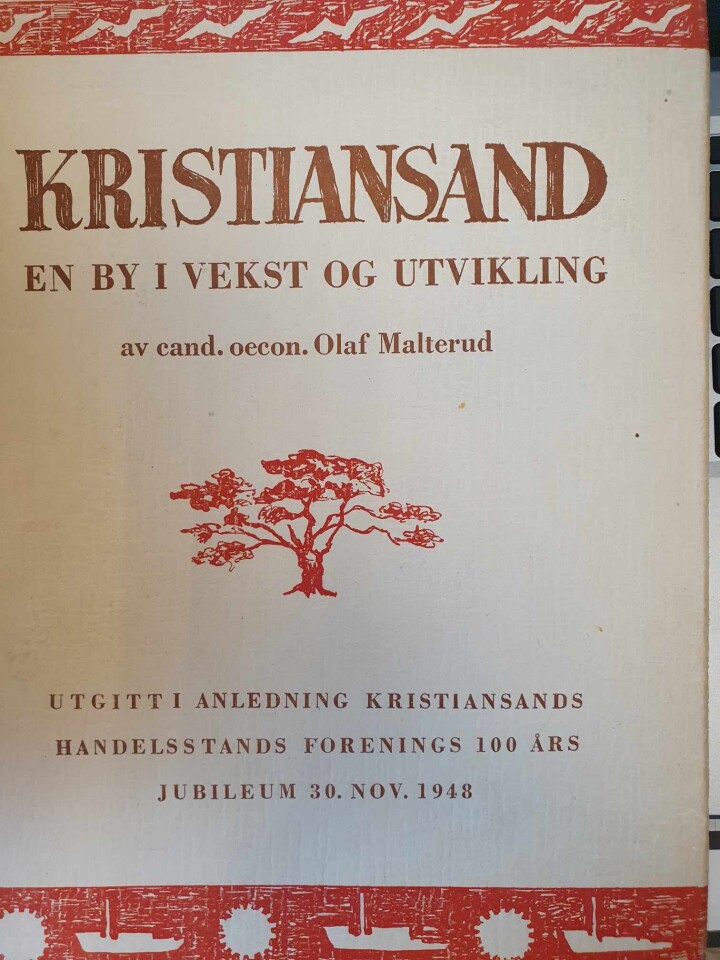 KRISTIANSAND
EN BY I VEKST OG UTVIKLING
av cand. oecon. Olaf Malterud
UTGITT I ANLEDNING KRISTIANSANDS
HANDELSSTANDS FORENINGS 100 ÅRS
JUBILEUM 30. NOV. 1948